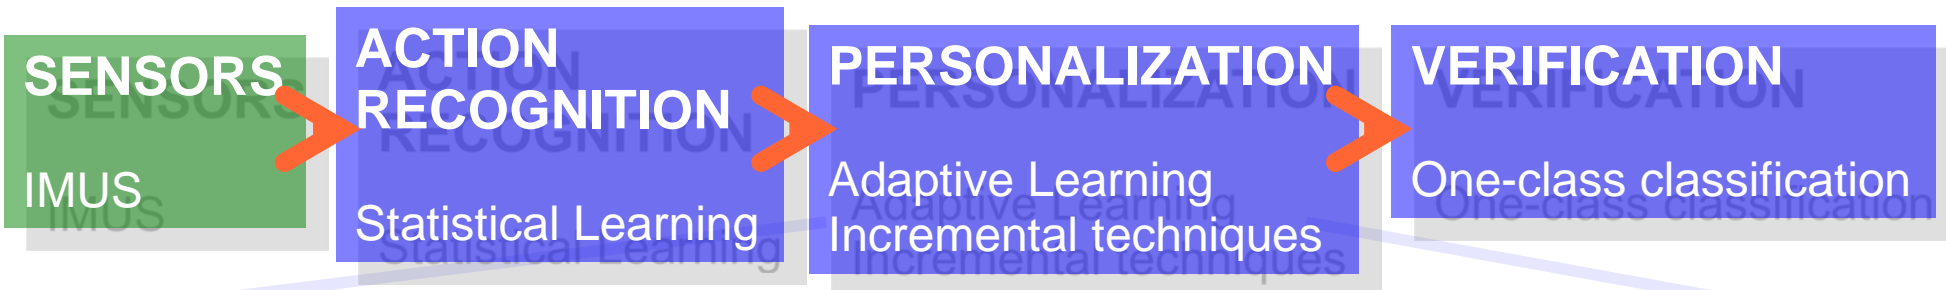 SENSORS
IMUS
ACTION
RECOGNITION
Statistical Learning
PERSONALIZATION
Adaptive Learning
Incremental techniques
VERIFICATION
One-class classification